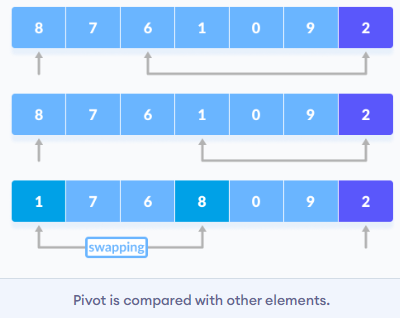 8 7 6 1 0 9 2
8 7 6 1 0 9 2
1 7 6 8 0 9 2
swapping
Pivot is compared with other elements.